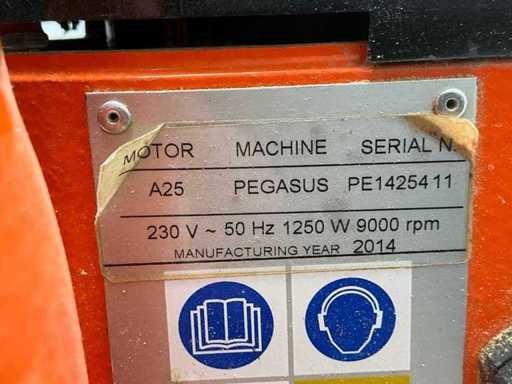 MOTOR MACHINE SERIAL N.
A25 PEGASUS PE1425411
230 V ~ 50 Hz 1250 W 9000 rpm
MANUFACTURING YEAR 2014